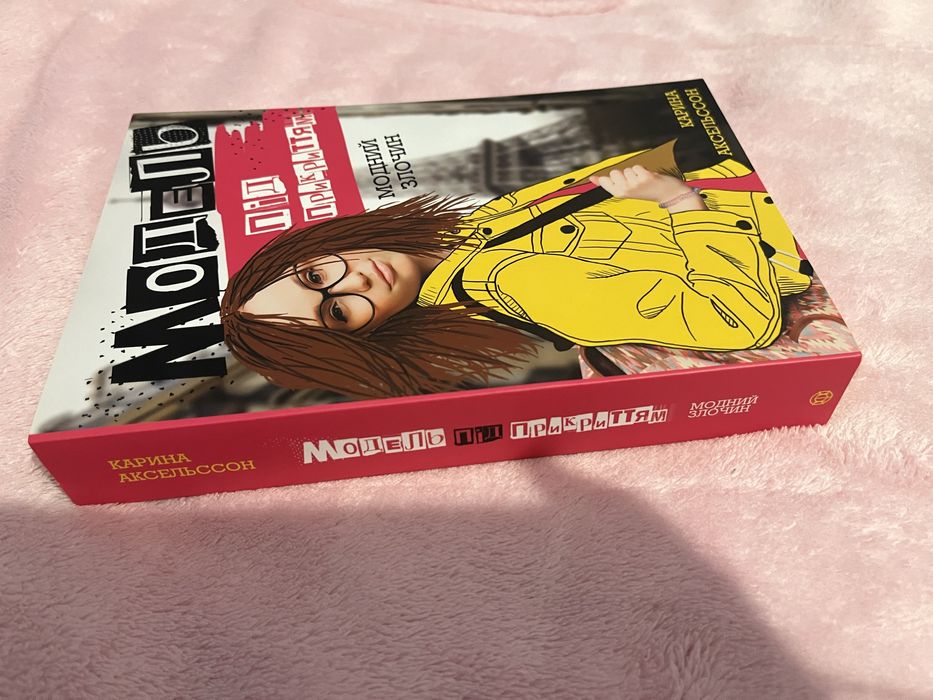 Модель
під
прикриттям
МОДНИЙ
ЗЛОЧИН
КАРИНА
АКСЕЛЬССОН
КАРИНА
АКСЕЛЬССОН
Модель під прикриттям
МОДНИЙ
ЗЛОЧИН